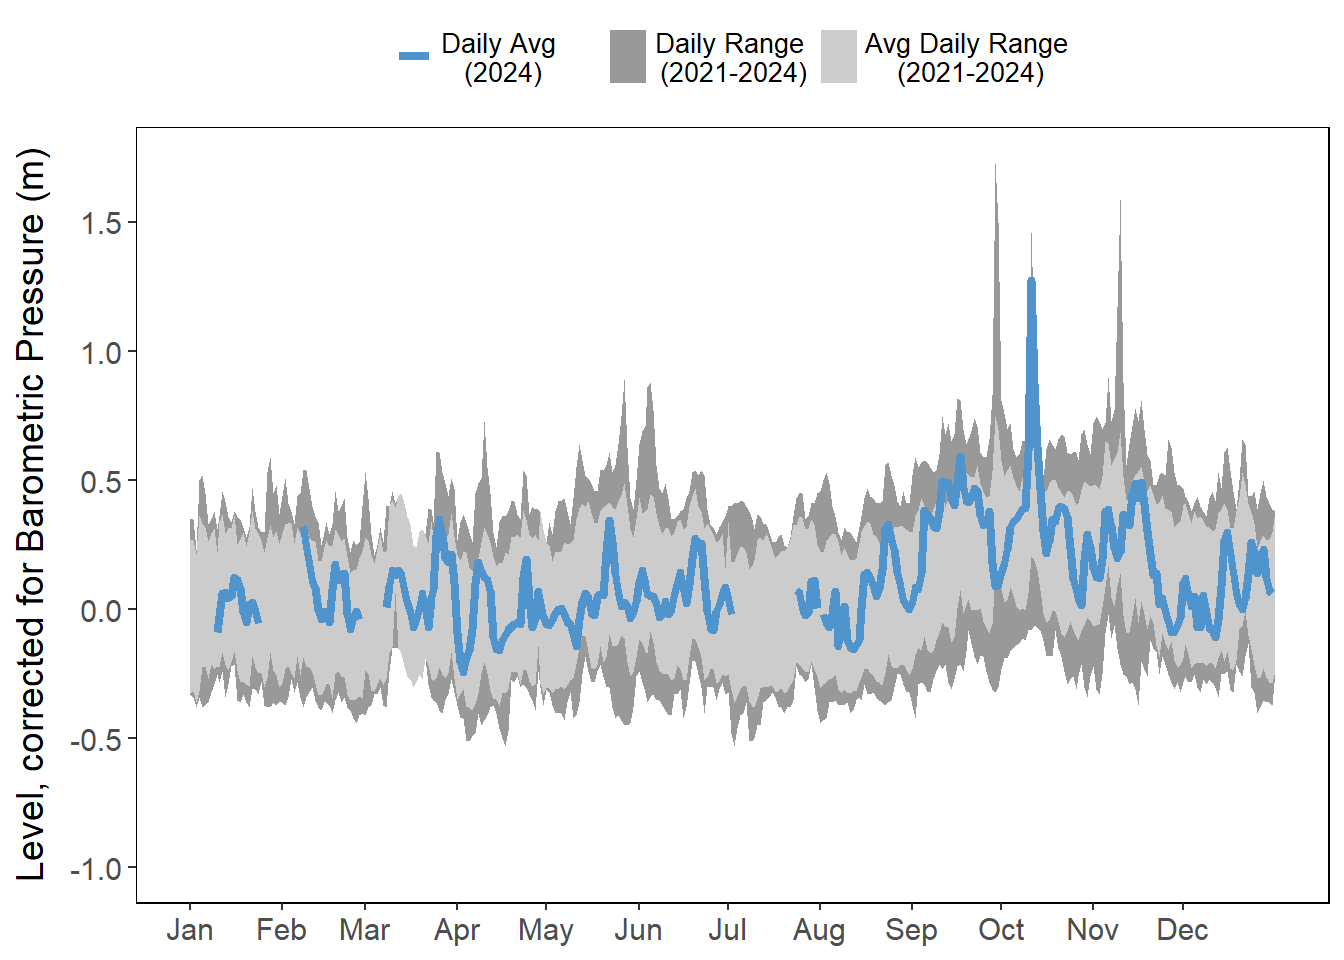 Daily Avg
(2024)
Daily Range
(2021-2024)
Avg Daily Range
(2021-2024)
Level, corrected for Barometric Pressure (m)
1.5
1.0
0.5
0.0
-0.5
-1.0
Jan Feb Mar Apr May Jun Jul Aug Sep Oct Nov Dec